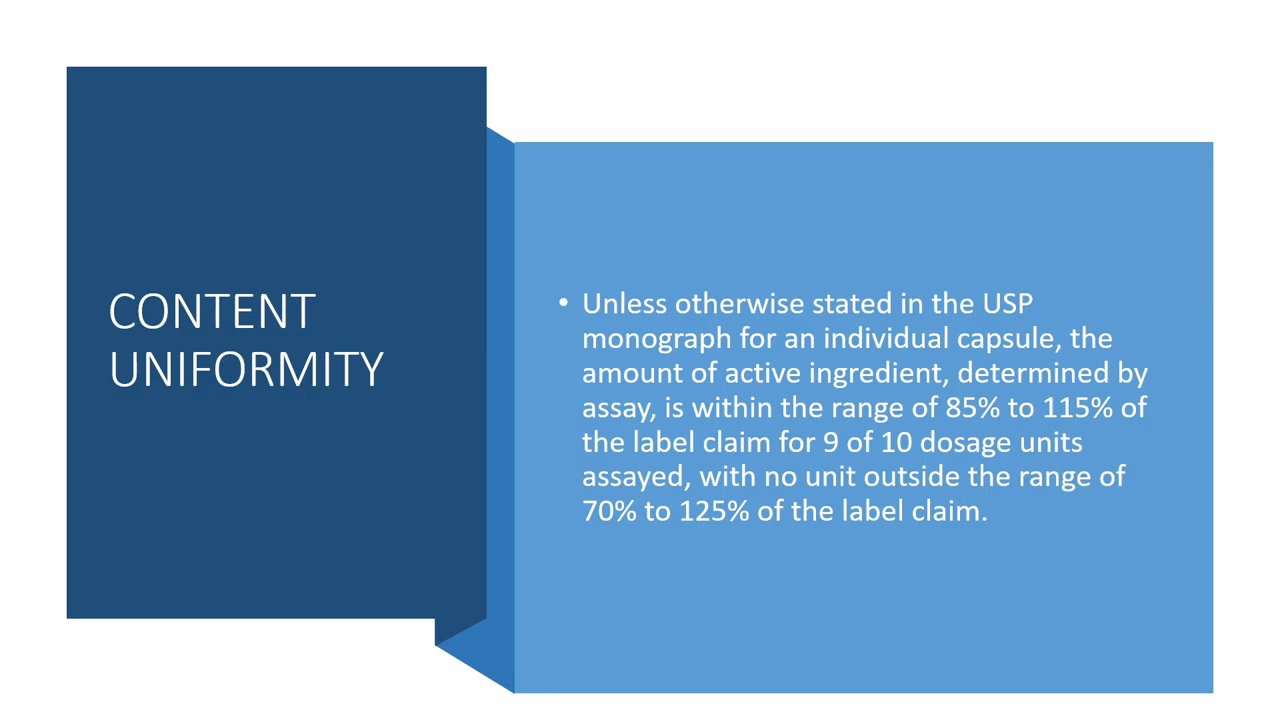 CONTENT
UNIFORMITY
• Unless otherwise stated in the USP
monograph for an individual capsule, the
amount of active ingredient, determined by
assay, is within the range of 85% to 115% of
the label claim for 9 of 10 dosage units
assayed, with no unit outside the range of
70% to 125% of the label claim.